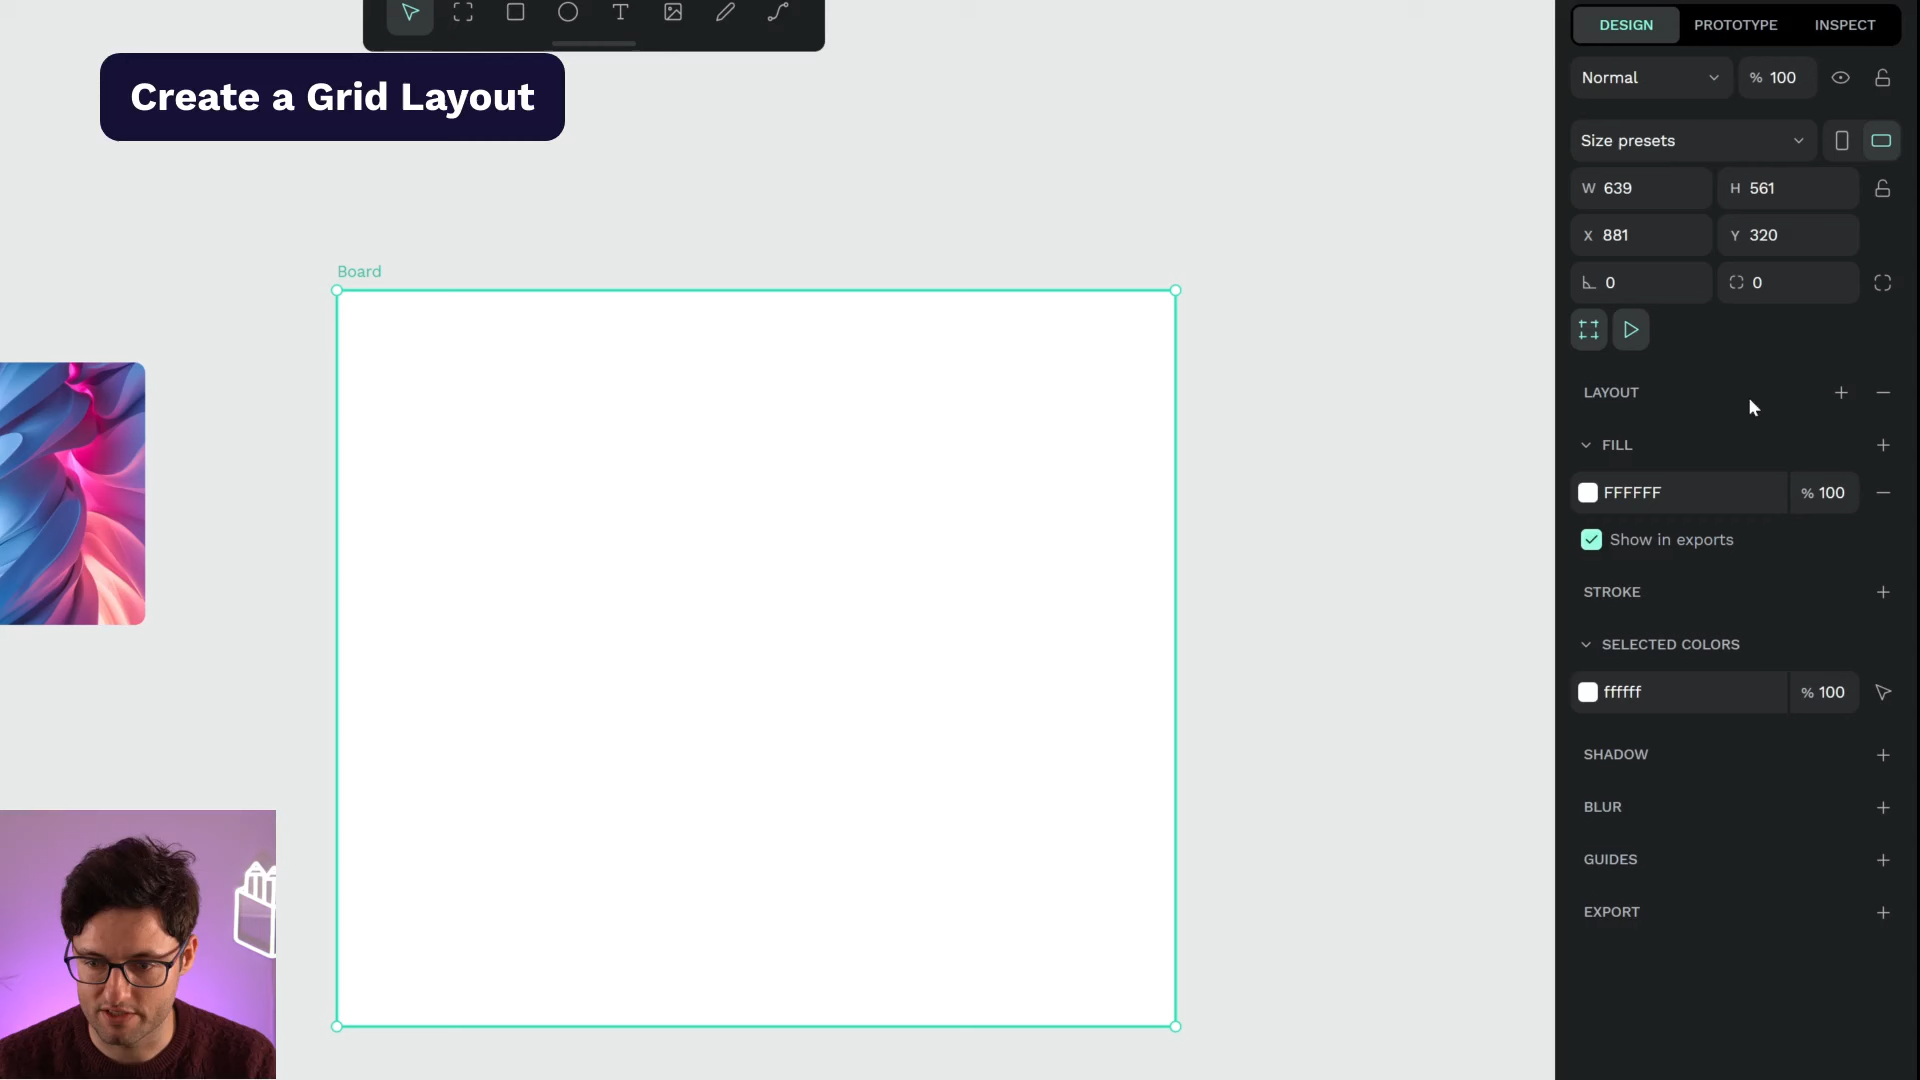 Create a Grid Layout
Board
DESIGN PROTOTYPE INSPECT
Normal % 100
Size presets
W 639 H 561
X 881 Y 320
0 0
LAYOUT
FILL
FFFFFF % 100
Show in exports
STROKE
SELECTED COLORS
ffffff % 100
SHADOW
BLUR
GUIDES
EXPORT